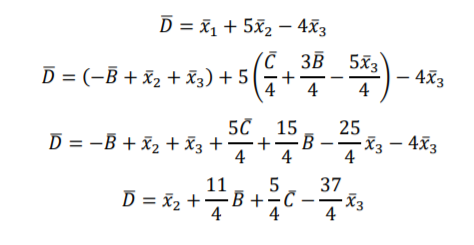 D̅ = x̄₁ + 5x̄₂ − 4x̄₃
D̅ = (−B̅ + x̄₂ + x̄₃) + 5(C̅/4 + 3B̅/4 − 5x̄₃/4) − 4x̄₃
D̅ = −B̅ + x̄₂ + x̄₃ + 5C̅/4 + 15/4 B̅ − 25/4 x̄₃ − 4x̄₃
D̅ = x̄₂ + 11/4 B̅ + 5/4 C̅ − 37/4 x̄₃